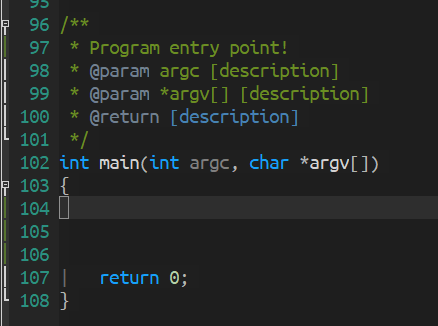 95
96 /**
97  * Program entry point!
98  * @param argc [description]
99  * @param *argv[] [description]
100  * @return [description]
101  */
102 int main(int argc, char *argv[])
103 {
104
105
106
107 |   return 0;
108 }